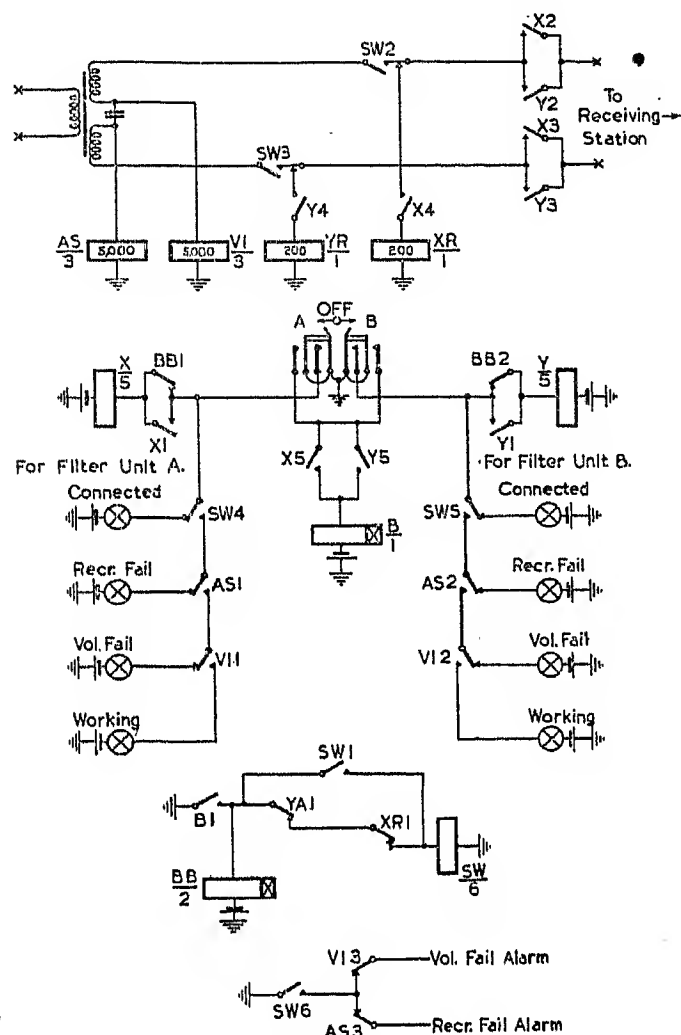 X2
SW2
Y2
To
Receiving
Station
X3
SW3
Y3
Y4
X4
AS
3
5,000
5,000
VI
3
200
YR
1
200
XR
1
OFF
A
B
X
5
BB1
BB2
Y
5
X1
Y1
X5
Y5
For Filter Unit A.
For Filter Unit B.
Connected
Connected
SW4
SW5
B
1
Recr. Fail
Recr. Fail
AS1
AS2
Vol. Fail
Vol. Fail
VI1
VI2
Working
Working
SW1
B1
YA1
XR1
BB
2
SW
6
VI3
Vol. Fail Alarm
SW6
AS3
Recr. Fail Alarm